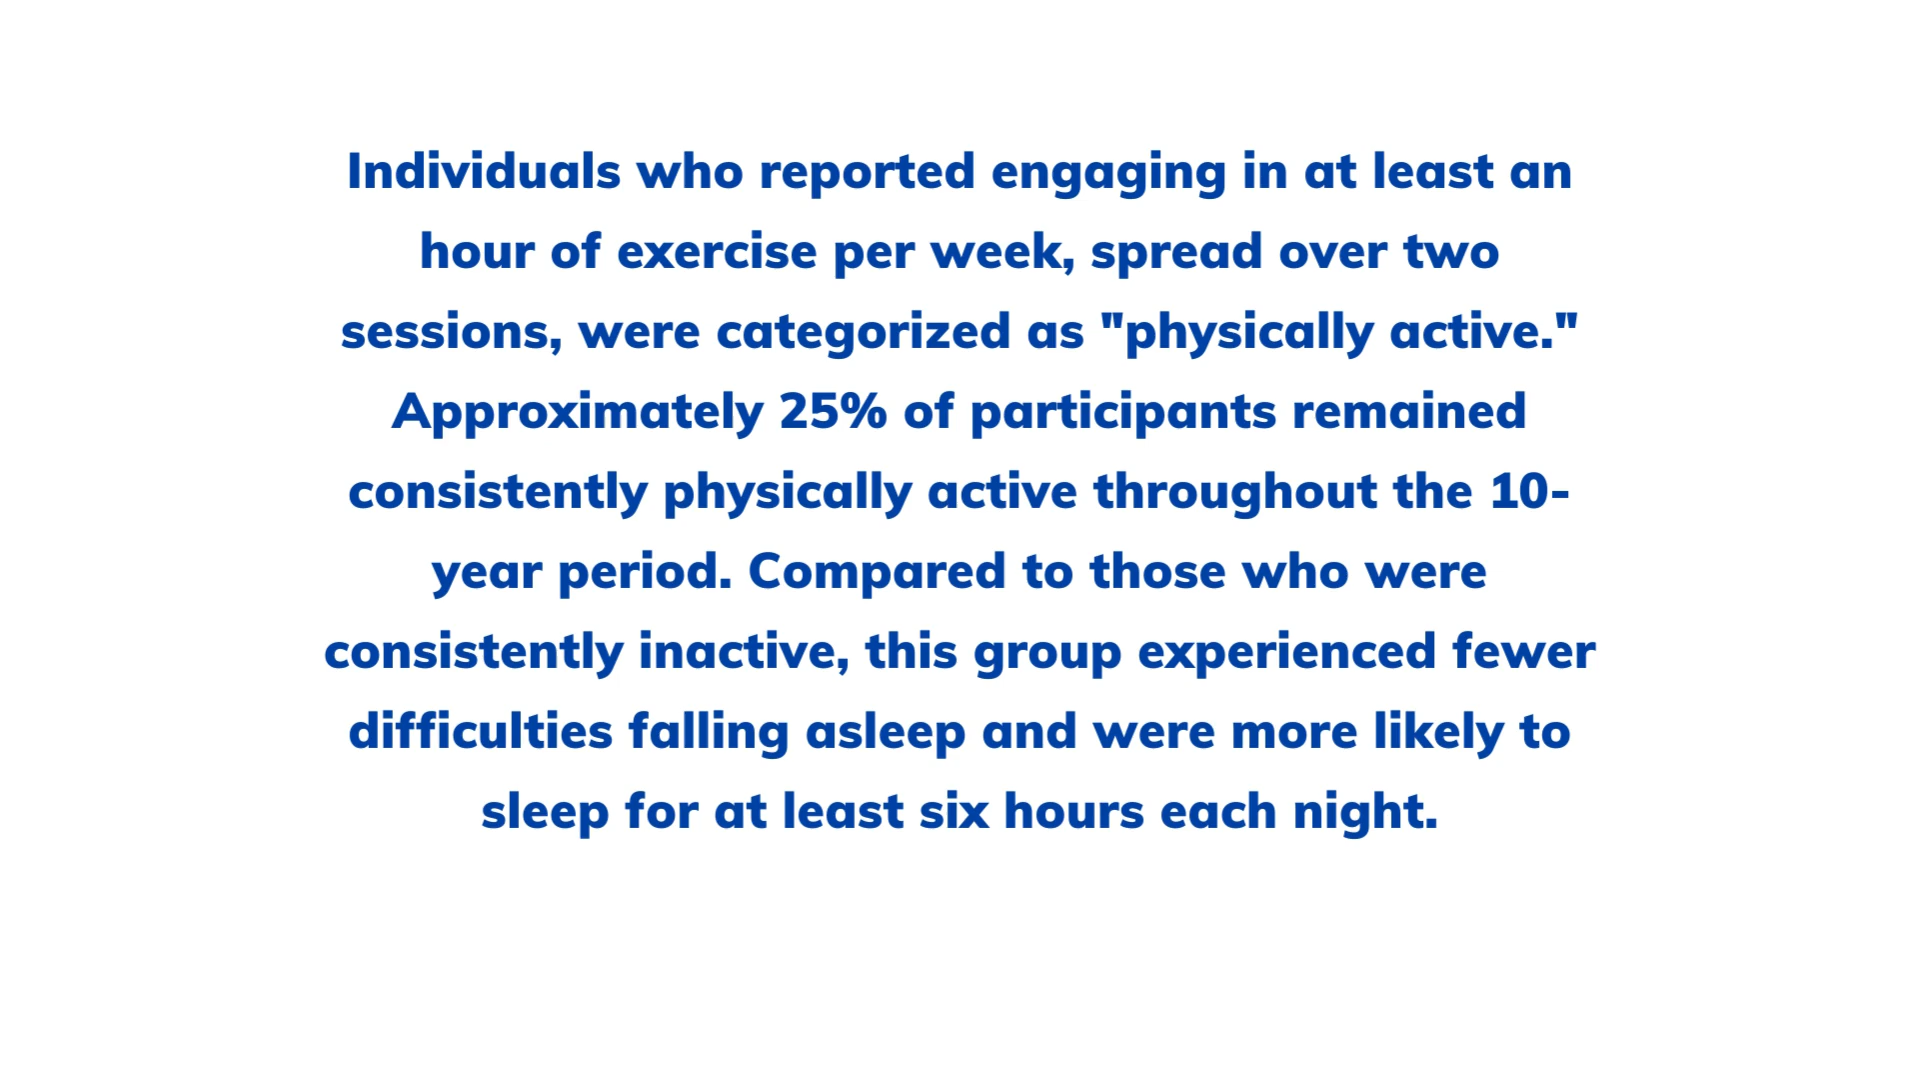 Individuals who reported engaging in at least an
hour of exercise per week, spread over two
sessions, were categorized as "physically active."
Approximately 25% of participants remained
consistently physically active throughout the 10-
year period. Compared to those who were
consistently inactive, this group experienced fewer
difficulties falling asleep and were more likely to
sleep for at least six hours each night.